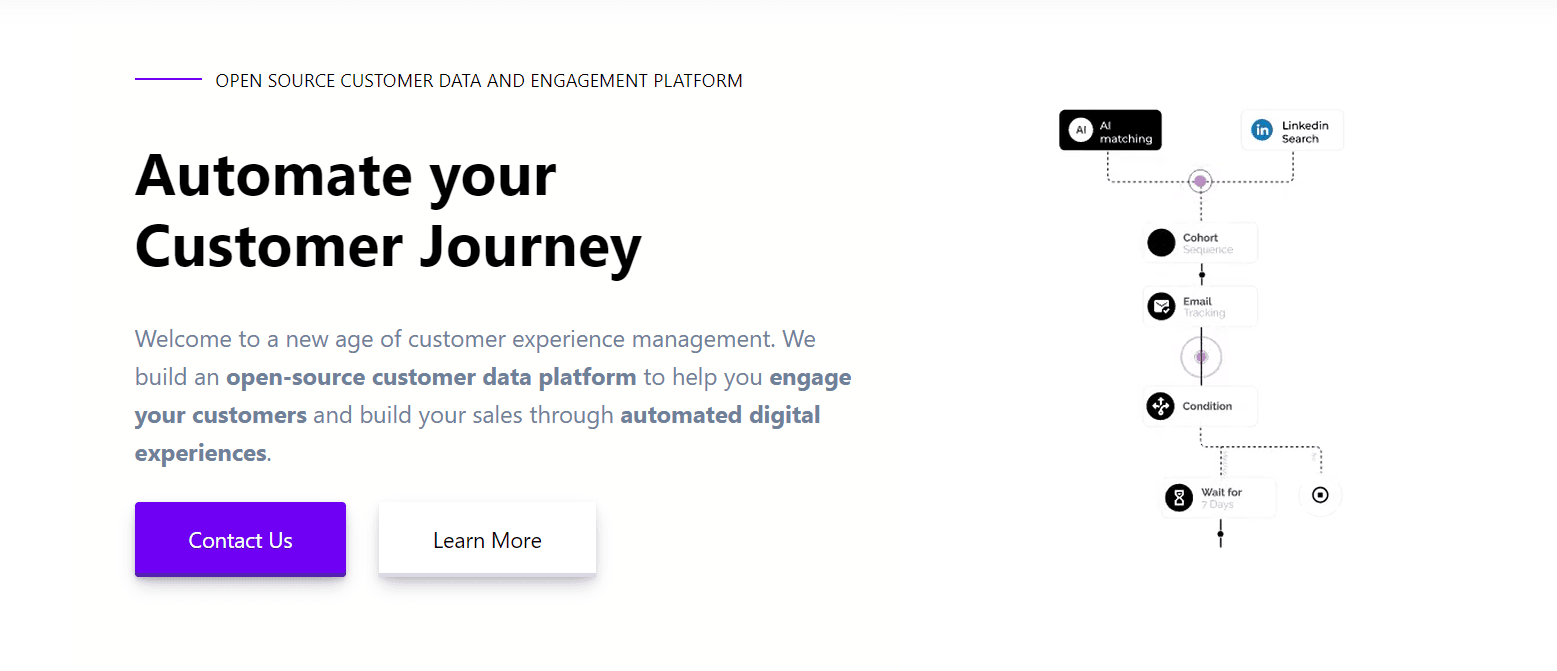 OPEN SOURCE CUSTOMER DATA AND ENGAGEMENT PLATFORM
Automate your
Customer Journey
Welcome to a new age of customer experience management. We
build an open-source customer data platform to help you engage
your customers and build your sales through automated digital
experiences.
Contact Us
Learn More
AI
AI
matching
in
Linkedin
Search
Cohort
Sequence
Email
Tracking
Condition
Wait for
7 Days